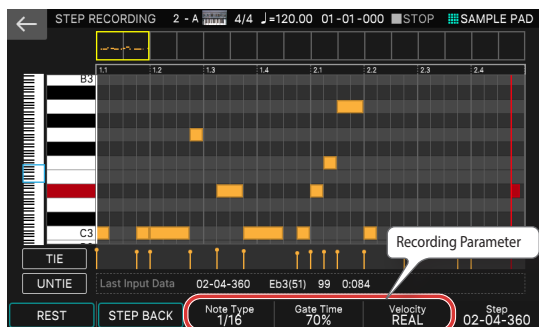 STEP RECORDING 2 - A 4/4 ♩=120.00 01-01-000 STOP SAMPLE PAD
1.1 1.2 1.3 1.4 2.1 2.2 2.3 2.4
B3
C3
Recording Parameter
TIE
UNTIE Last Input Data 02-04-360 Eb3(51) 99 0:084
REST STEP BACK Note Type 1/16 Gate Time 70% Velocity REAL Step 02-04-360